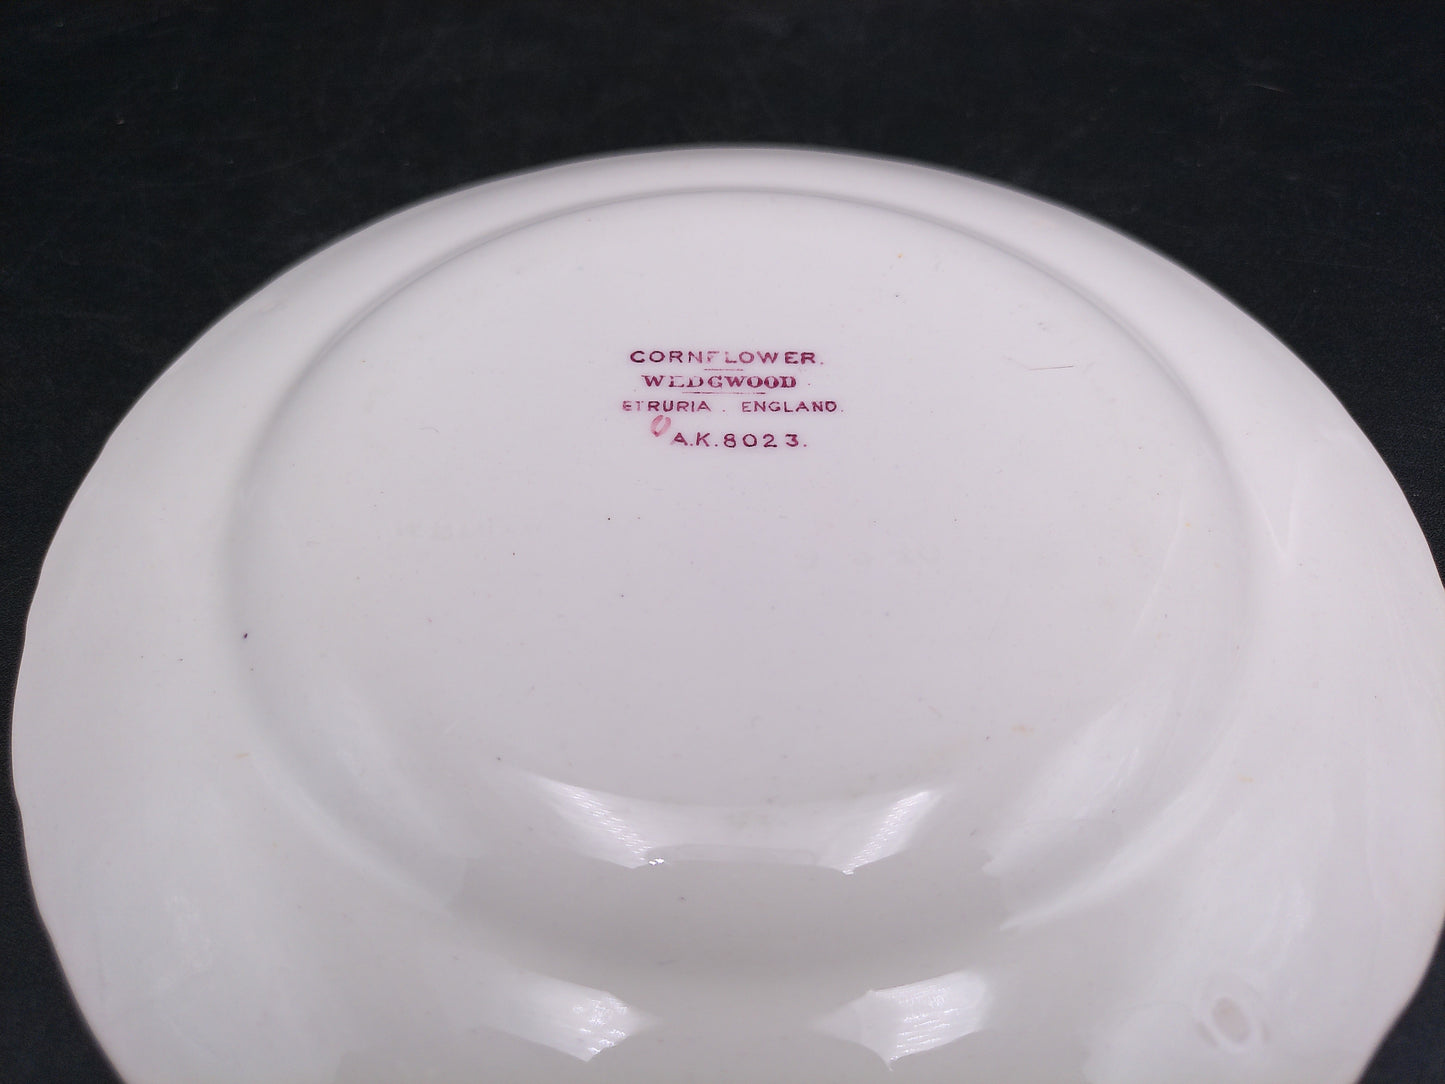 CORNFLOWER.
WEDGWOOD
ETRURIA. ENGLAND.
A.K.8023.